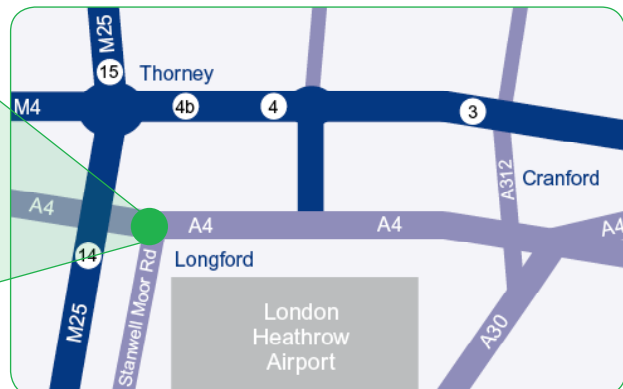 M25
15
Thorney
M4
4b
4
3
A312
Cranford
A4
A4
A4
A4
14
Longford
Stanwell Moor Rd
M25
London
Heathrow
Airport
A30